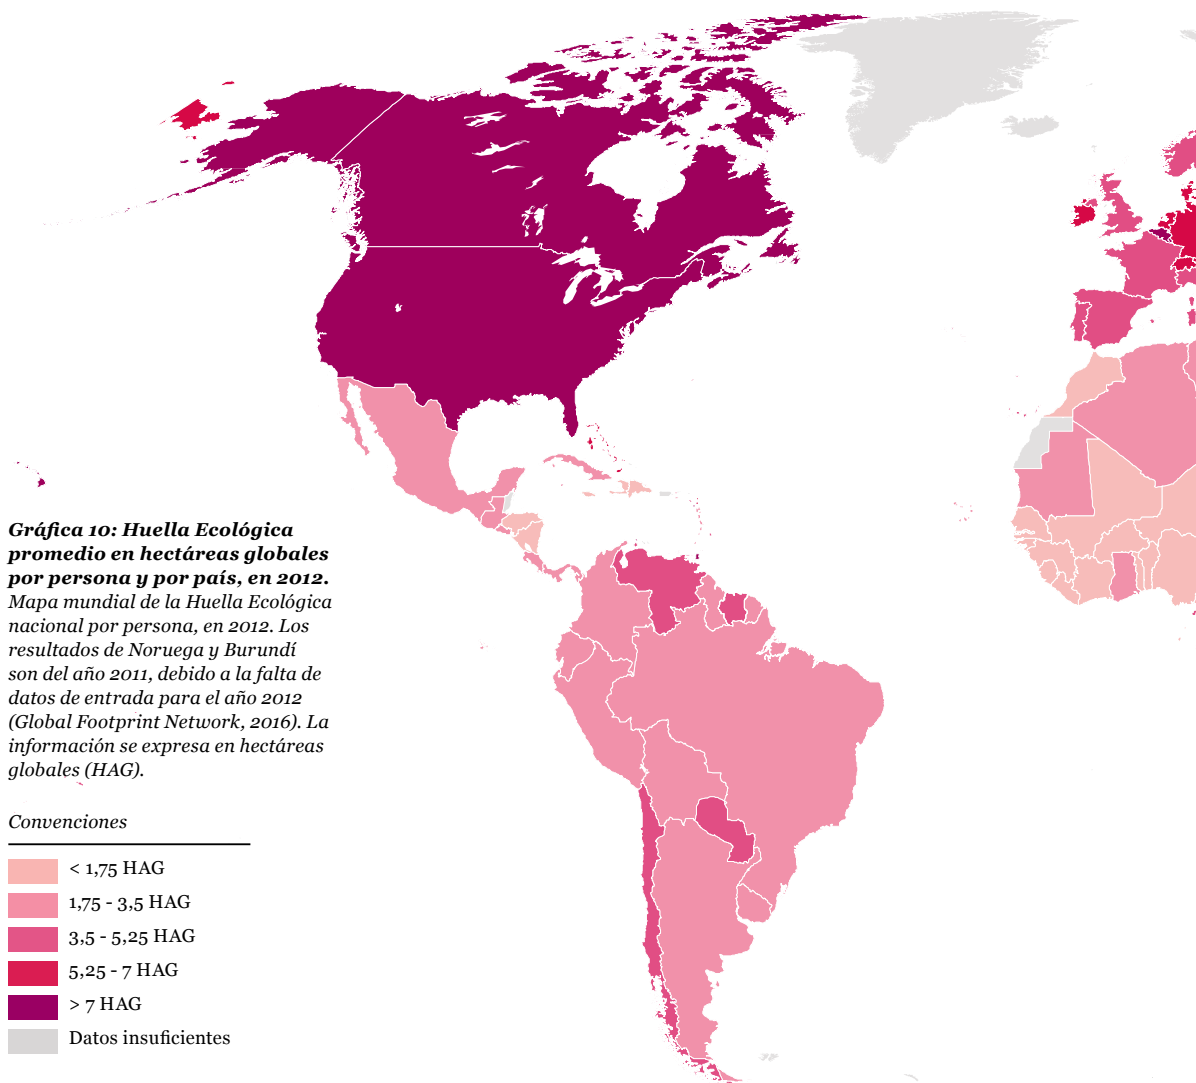 Gráfica 10: Huella Ecológica
promedio en hectáreas globales
por persona y por país, en 2012.
Mapa mundial de la Huella Ecológica
nacional por persona, en 2012. Los
resultados de Noruega y Burundí
son del año 2011, debido a la falta de
datos de entrada para el año 2012
(Global Footprint Network, 2016). La
información se expresa en hectáreas
globales (HAG).
Convenciones
< 1,75 HAG
1,75 - 3,5 HAG
3,5 - 5,25 HAG
5,25 - 7 HAG
> 7 HAG
Datos insuficientes